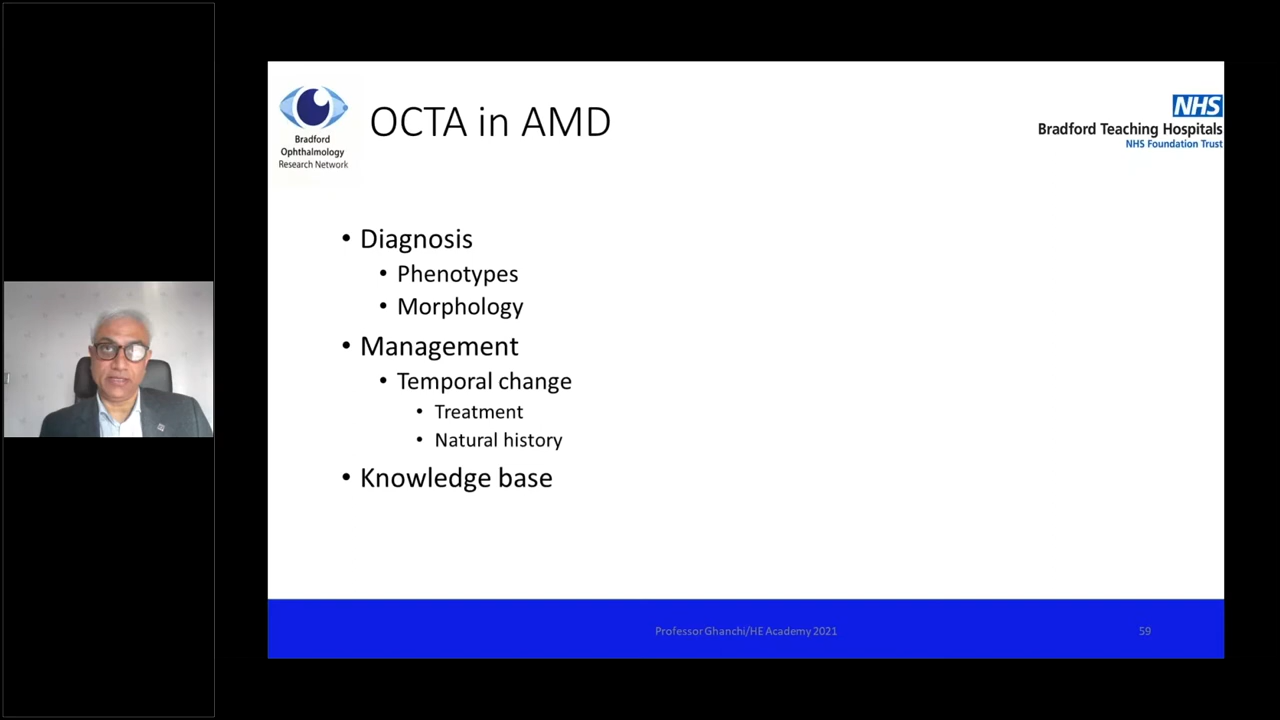 Bradford
Ophthalmology
Research Network
OCTA in AMD
NHS
Bradford Teaching Hospitals
NHS Foundation Trust
• Diagnosis
• Phenotypes
• Morphology
• Management
• Temporal change
• Treatment
• Natural history
• Knowledge base
Professor Ghanchi/HE Academy 2021
59